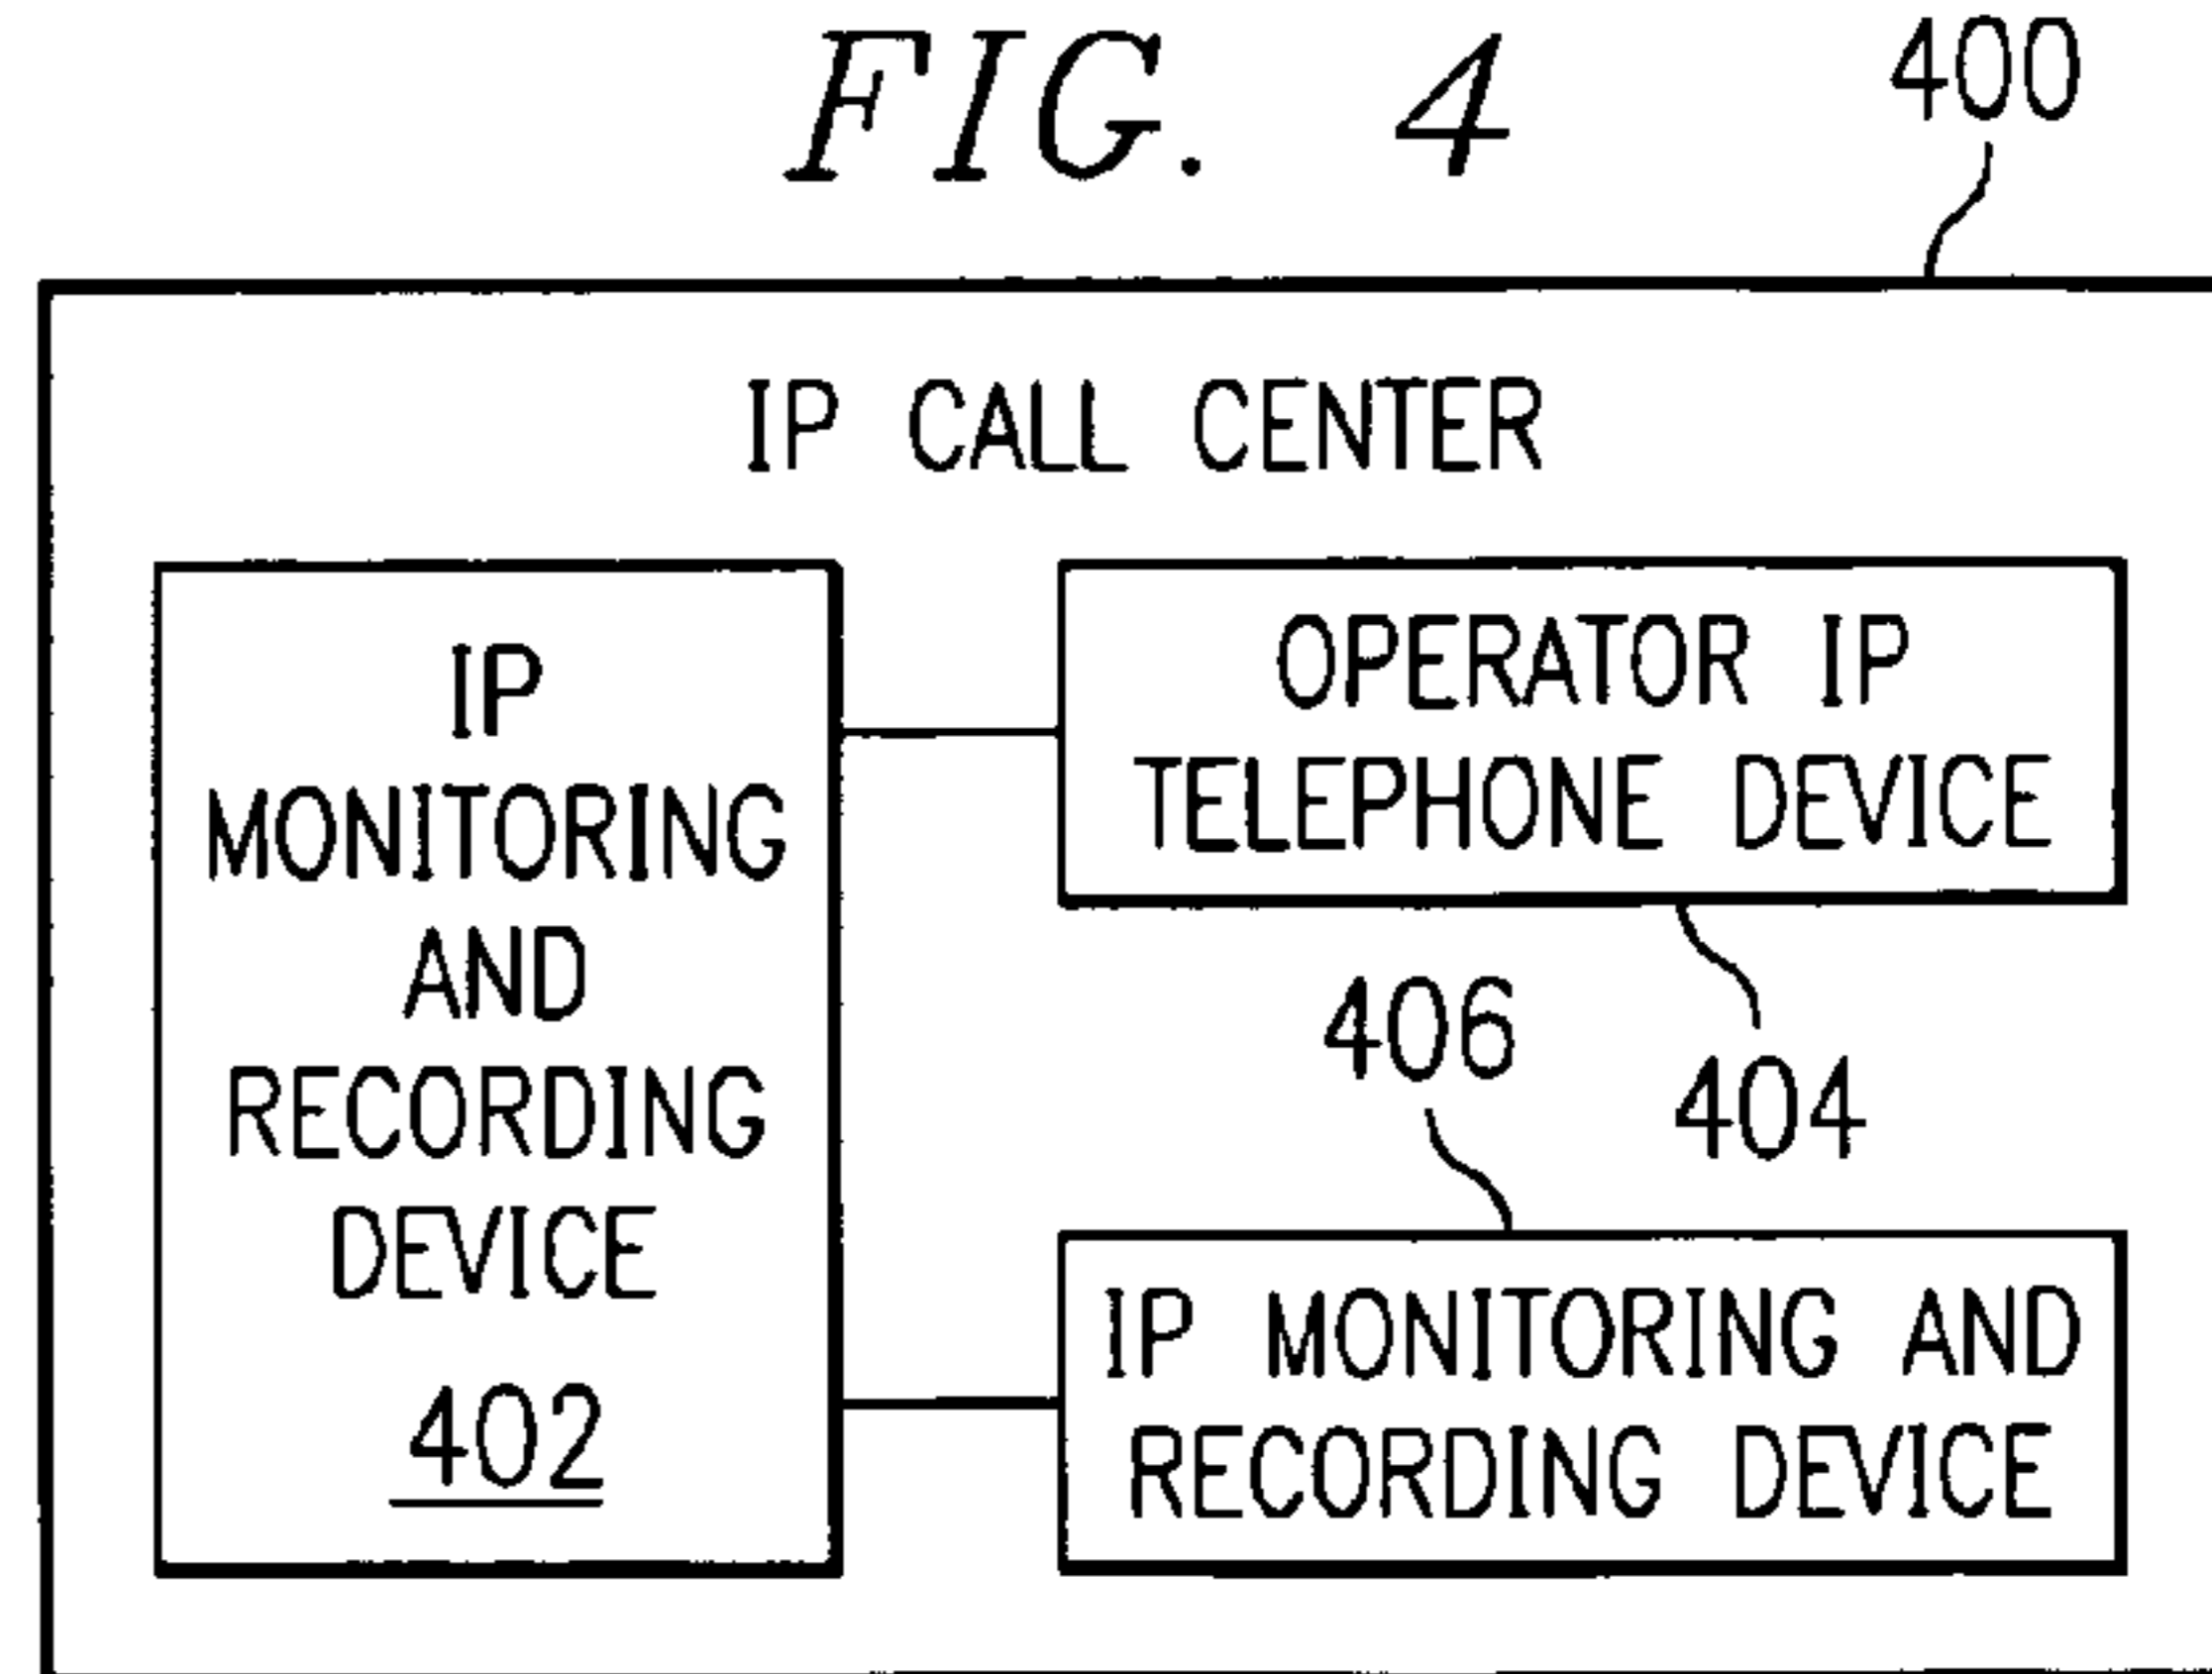 FIG. 4
400
IP CALL CENTER
IP
MONITORING
AND
RECORDING
DEVICE
402
OPERATOR IP
TELEPHONE DEVICE
404
406
IP MONITORING AND
RECORDING DEVICE